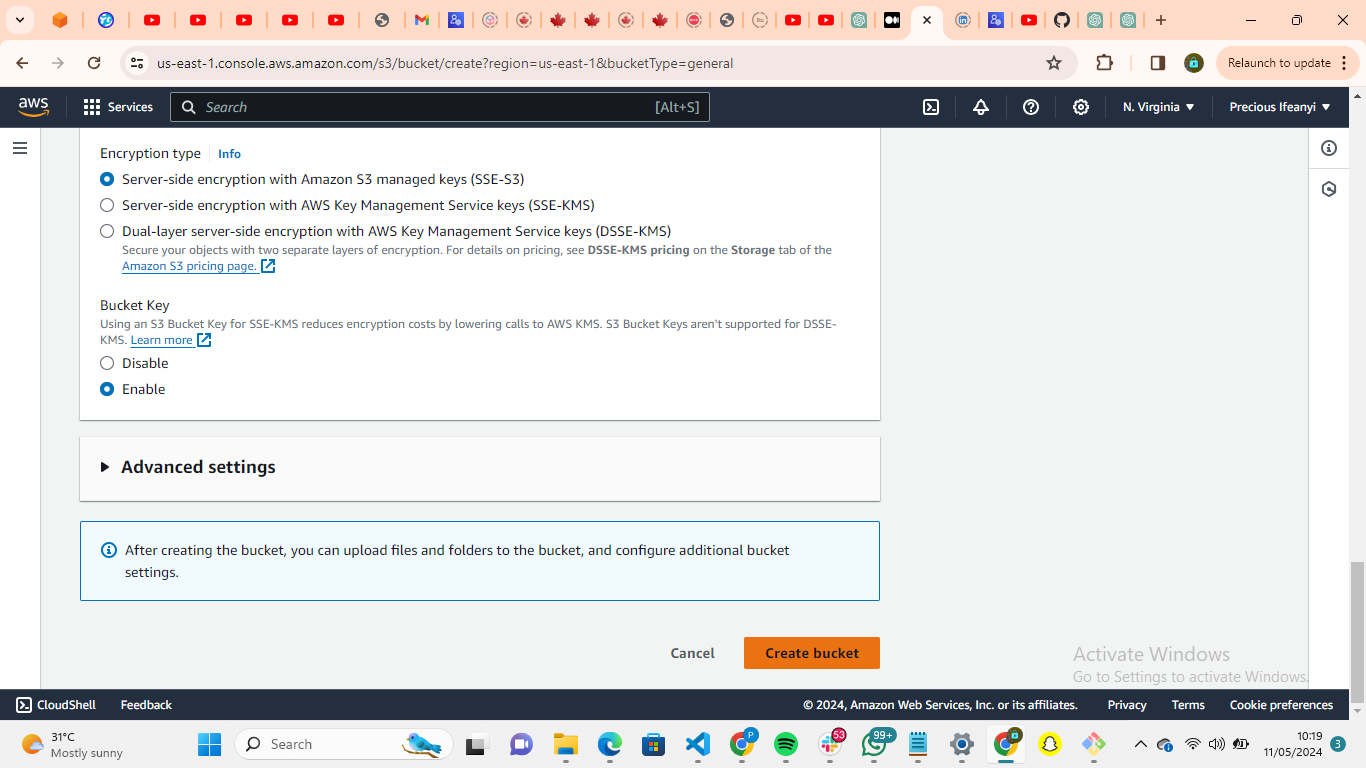 us-east-1.console.aws.amazon.com/s3/bucket/create?region=us-east-1&bucketType=general
Relaunch to update
aws
Services
Search
[Alt+S]
N. Virginia
Precious Ifeanyi
Encryption type
Info
Server-side encryption with Amazon S3 managed keys (SSE-S3)
Server-side encryption with AWS Key Management Service keys (SSE-KMS)
Dual-layer server-side encryption with AWS Key Management Service keys (DSSE-KMS)
Secure your objects with two separate layers of encryption. For details on pricing, see DSSE-KMS pricing on the Storage tab of the
Amazon S3 pricing page.
Bucket Key
Using an S3 Bucket Key for SSE-KMS reduces encryption costs by lowering calls to AWS KMS. S3 Bucket Keys aren't supported for DSSE-
KMS. Learn more
Disable
Enable
Advanced settings
After creating the bucket, you can upload files and folders to the bucket, and configure additional bucket
settings.
Cancel
Create bucket
Activate Windows
Go to Settings to activate Windows.
CloudShell
Feedback
© 2024, Amazon Web Services, Inc. or its affiliates.
Privacy
Terms
Cookie preferences
31°C
Mostly sunny
Search
P
53
99+
10:19
11/05/2024
3